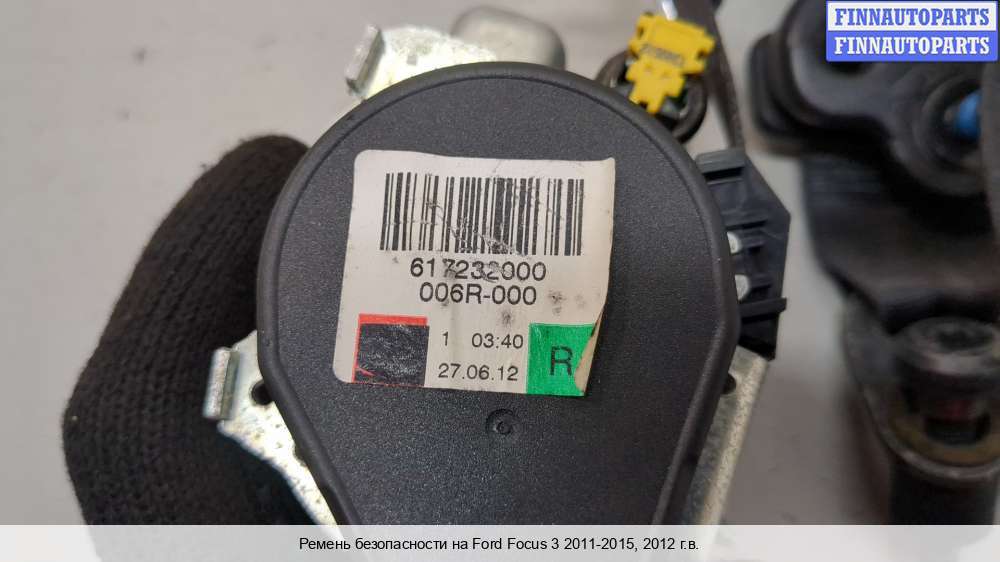 FINNAUTOPARTS
FINNAUTOPARTS
617232000
006R-000
1 03:40
R
27.06.12
Ремень безопасности на Ford Focus 3 2011-2015, 2012 г.в.